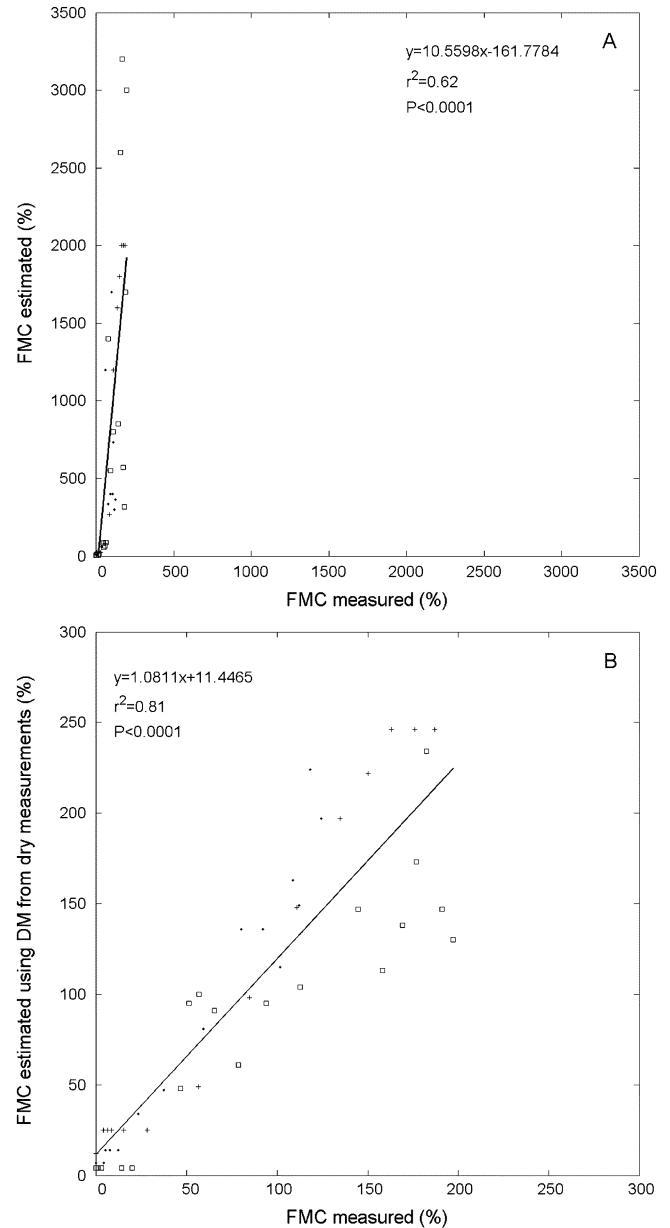 A
y=10.5598x-161.7784
r²=0.62
P<0.0001
3500
3000
2500
2000
1500
1000
500
0
FMC estimated (%)
0 500 1000 1500 2000 2500 3000 3500
FMC measured (%)
B
y=1.0811x+11.4465
r²=0.81
P<0.0001
300
250
200
150
100
50
0
FMC estimated using DM from dry measurements (%)
0 50 100 150 200 250 300
FMC measured (%)